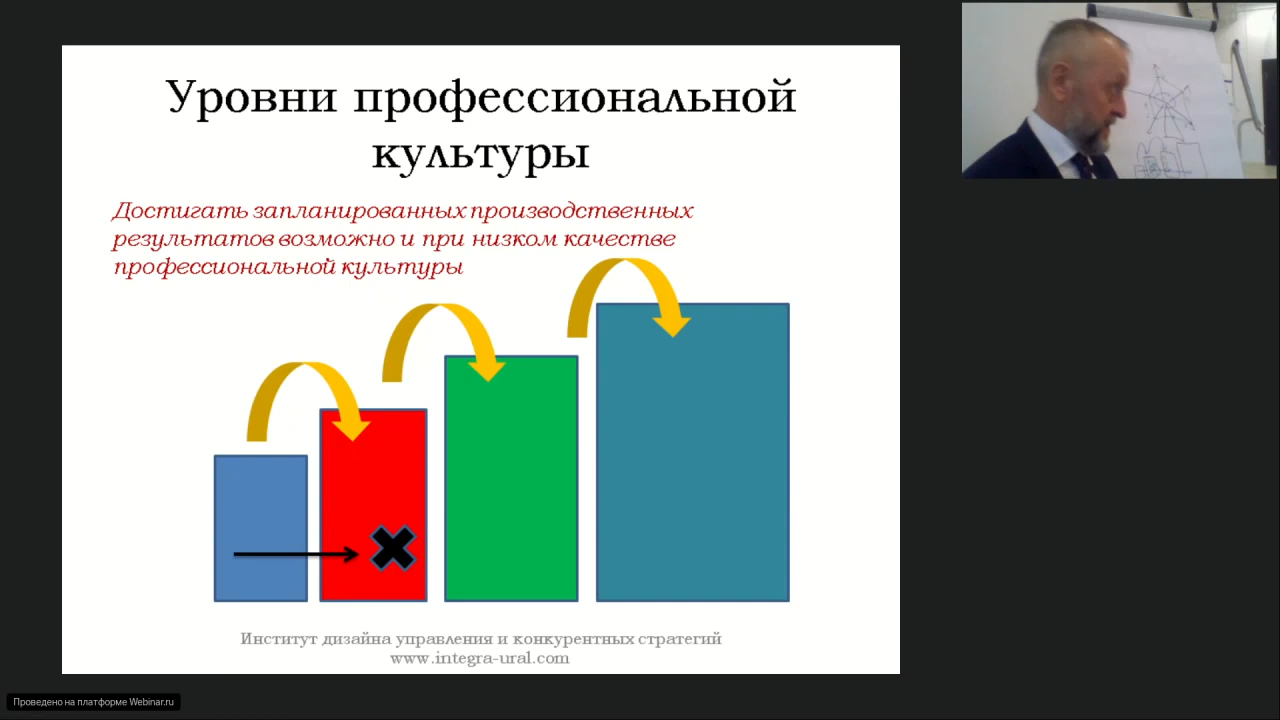 Уровни профессиональной
культуры
Достигать запланированных производственных
результатов возможно и при низком качестве
профессиональной культуры
Институт дизайна управления и конкурентных стратегий
www.integra-ural.com
Проведено на платформе Webinar.ru